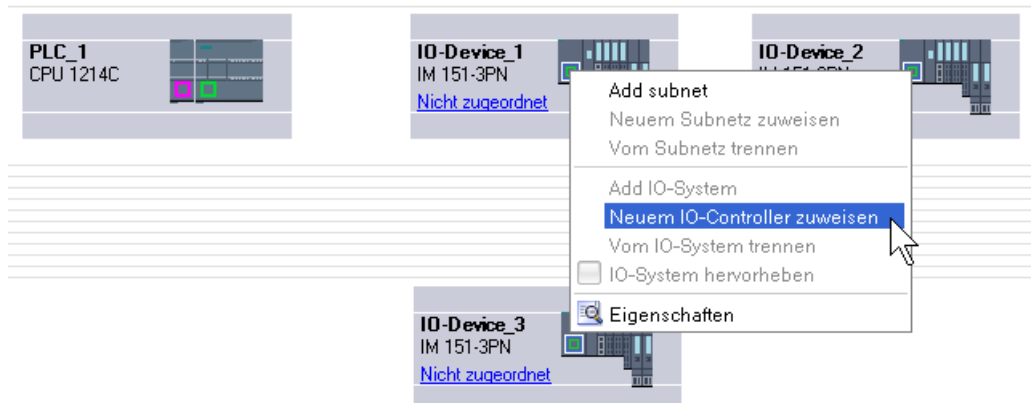 PLC_1
CPU 1214C
IO-Device_1
IM 151-3PN
Nicht zugeordnet
IO-Device_2
Add subnet
Neuem Subnetz zuweisen
Vom Subnetz trennen
Add IO-System
Neuem IO-Controller zuweisen
Vom IO-System trennen
IO-System hervorheben
Eigenschaften
IO-Device_3
IM 151-3PN
Nicht zugeordnet